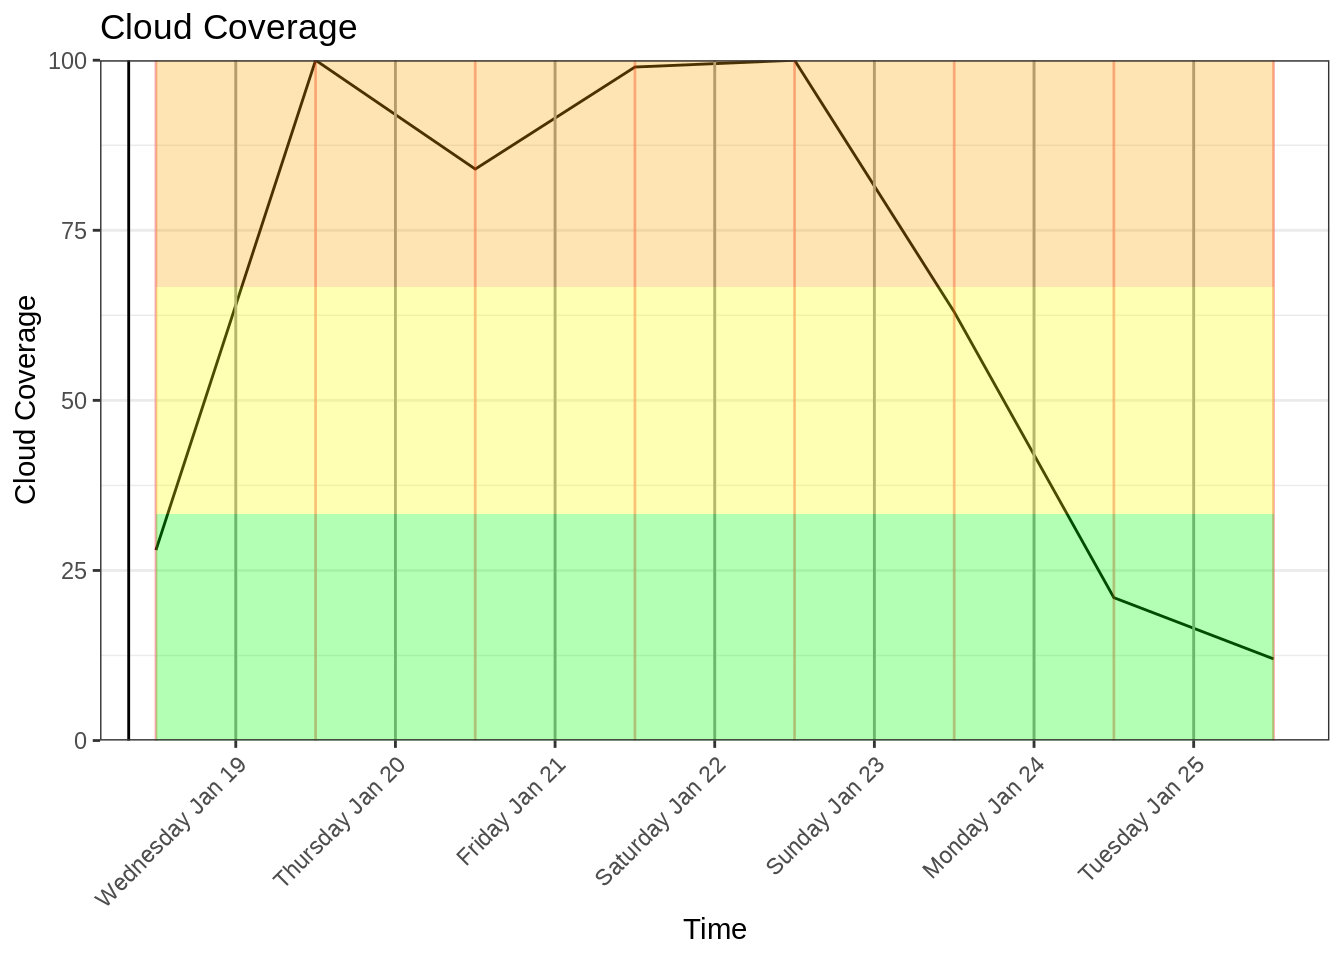 Cloud Coverage
100
75
50
25
0
Cloud Coverage
Wednesday Jan 19
Thursday Jan 20
Friday Jan 21
Saturday Jan 22
Sunday Jan 23
Monday Jan 24
Tuesday Jan 25
Time